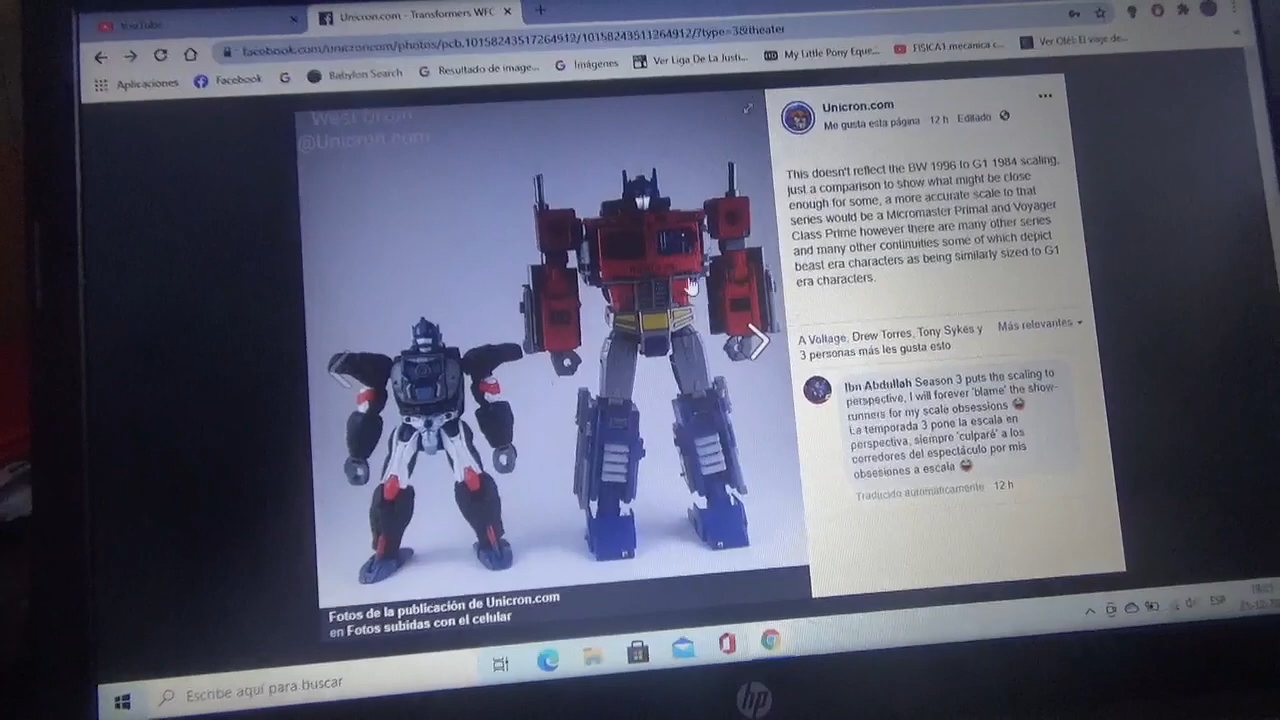 YouTube
Unicron.com - Transformers WFC
facebook.com/unicroncom/photos/pcb.10158243517264912/10158243511264912/?type=3&theater
Aplicaciones
Facebook
Babylon Search
Resultado de image...
Imágenes
Ver Liga De La Justi...
My Little Pony Eque...
FISICA1 mecánica c...
West Orion
@Unicron.com
Unicron.com
Me gusta esta página 12 h Editado
This doesn't reflect the BW 1996 to G1 1984 scaling,
just a comparison to show what might be close
enough for some, a more accurate scale to that
series would be a Micromaster Primal and Voyager
Class Prime however there are many other series
and many other continuities some of which depict
beast era characters as being similarly sized to G1
era characters.
A Voltage, Drew Torres, Tony Sykes y
3 personas más les gusta esto
Más relevantes
Ibn Abdullah Season 3 puts the scaling to
perspective, I will forever 'blame' the show-
runners for my scale obsessions
La temporada 3 pone la escala en
perspectiva, siempre 'culparé' a los
corredores del espectáculo por mis
obsesiones a escala
Traducido automáticamente 12 h
Fotos de la publicación de Unicron.com
en Fotos subidas con el celular
Escribe aquí para buscar
ESP
hp